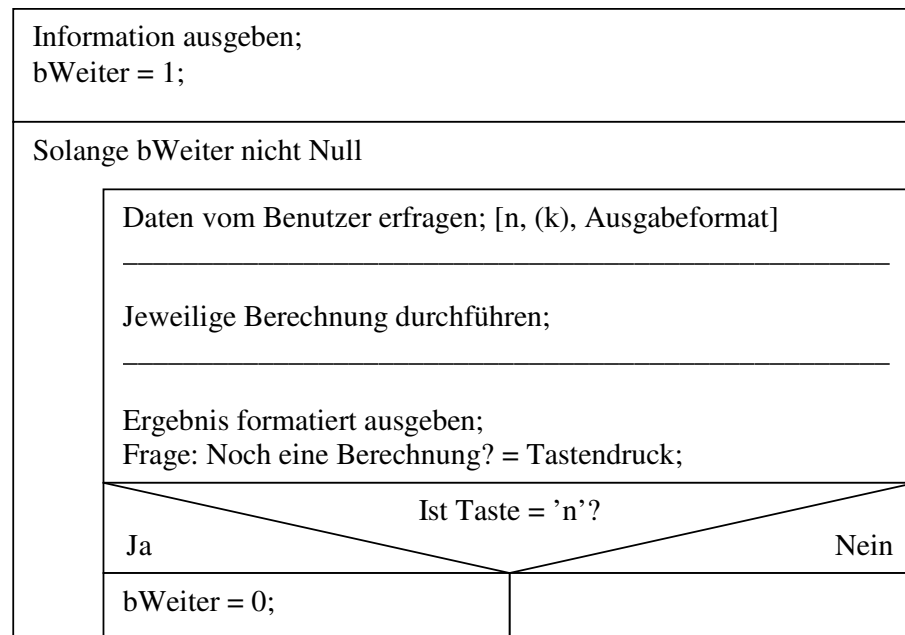 Information ausgeben;
bWeiter = 1;
Solange bWeiter nicht Null
Daten vom Benutzer erfragen; [n, (k), Ausgabeformat]
Jeweilige Berechnung durchführen;
Ergebnis formatiert ausgeben;
Frage: Noch eine Berechnung? = Tastendruck;
Ist Taste = ’n’?
Ja Nein
bWeiter = 0;